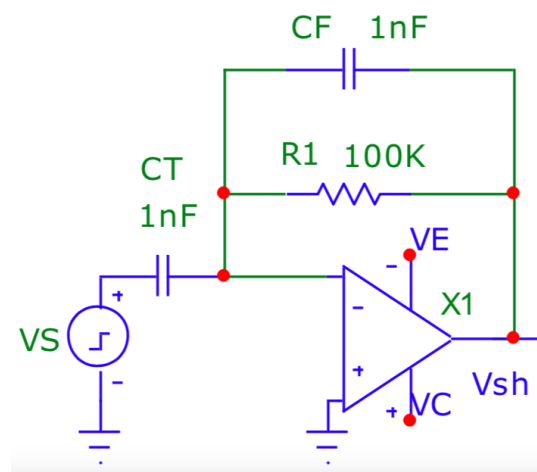 CF 1nF
R1 100K
CT
1nF
VE
-
X1
+
VS
-
-
+
Vsh
+ VC